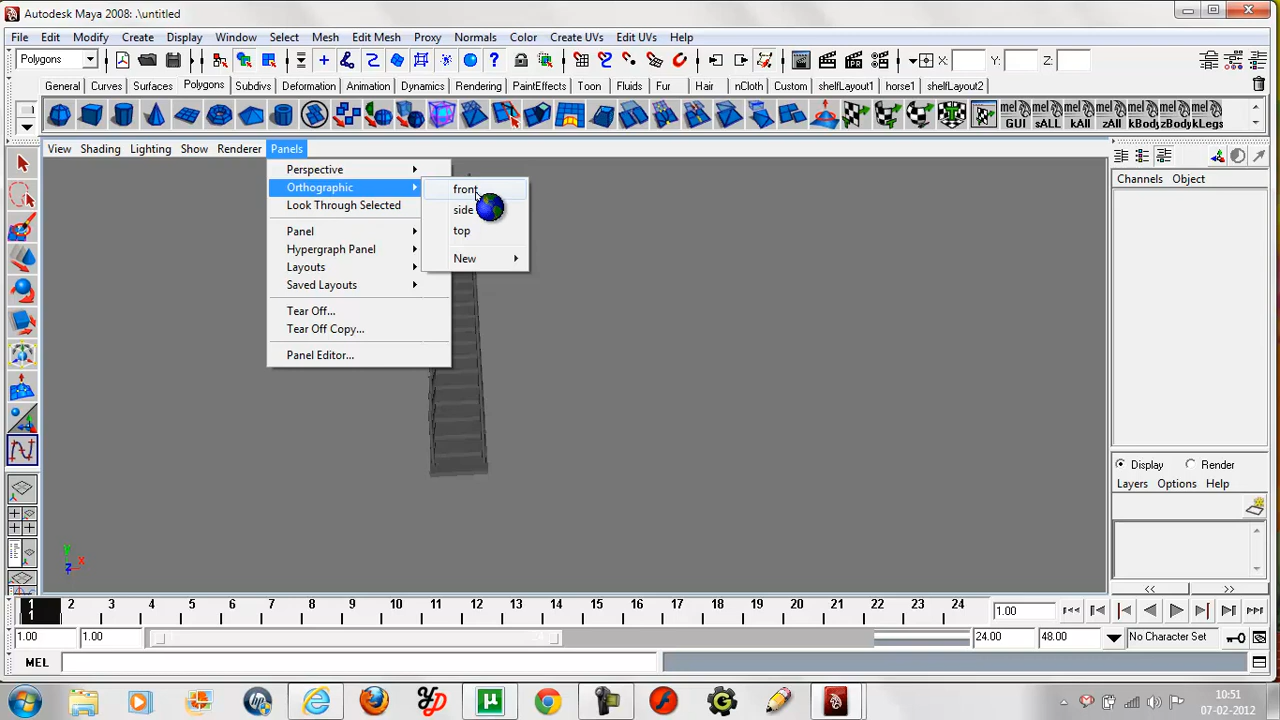 Autodesk Maya 2008: .\untitled
File Edit Modify Create Display Window Select Mesh Edit Mesh Proxy Normals Color Create UVs Edit UVs Help
Polygons X: Y: Z:
General Curves Surfaces Polygons Subdivs Deformation Animation Dynamics Rendering PaintEffects Toon Fluids Fur Hair nCloth Custom shelfLayout1 horse1 shelfLayout2
mel mel mel mel mel mel
GUI sALL kAll zAll kBody kLegs
View Shading Lighting Show Renderer Panels
Perspective
Orthographic
Look Through Selected
Panel
Hypergraph Panel
Layouts
Saved Layouts
Tear Off...
Tear Off Copy...
Panel Editor...
front
side
top
New
Channels Object
Display Render
Layers Options Help
y x z
1 2 3 4 5 6 7 8 9 10 11 12 13 14 15 16 17 18 19 20 21 22 23 24
1 1.00
1.00 1.00 24.00 48.00 No Character Set
MEL
10:51
07-02-2012